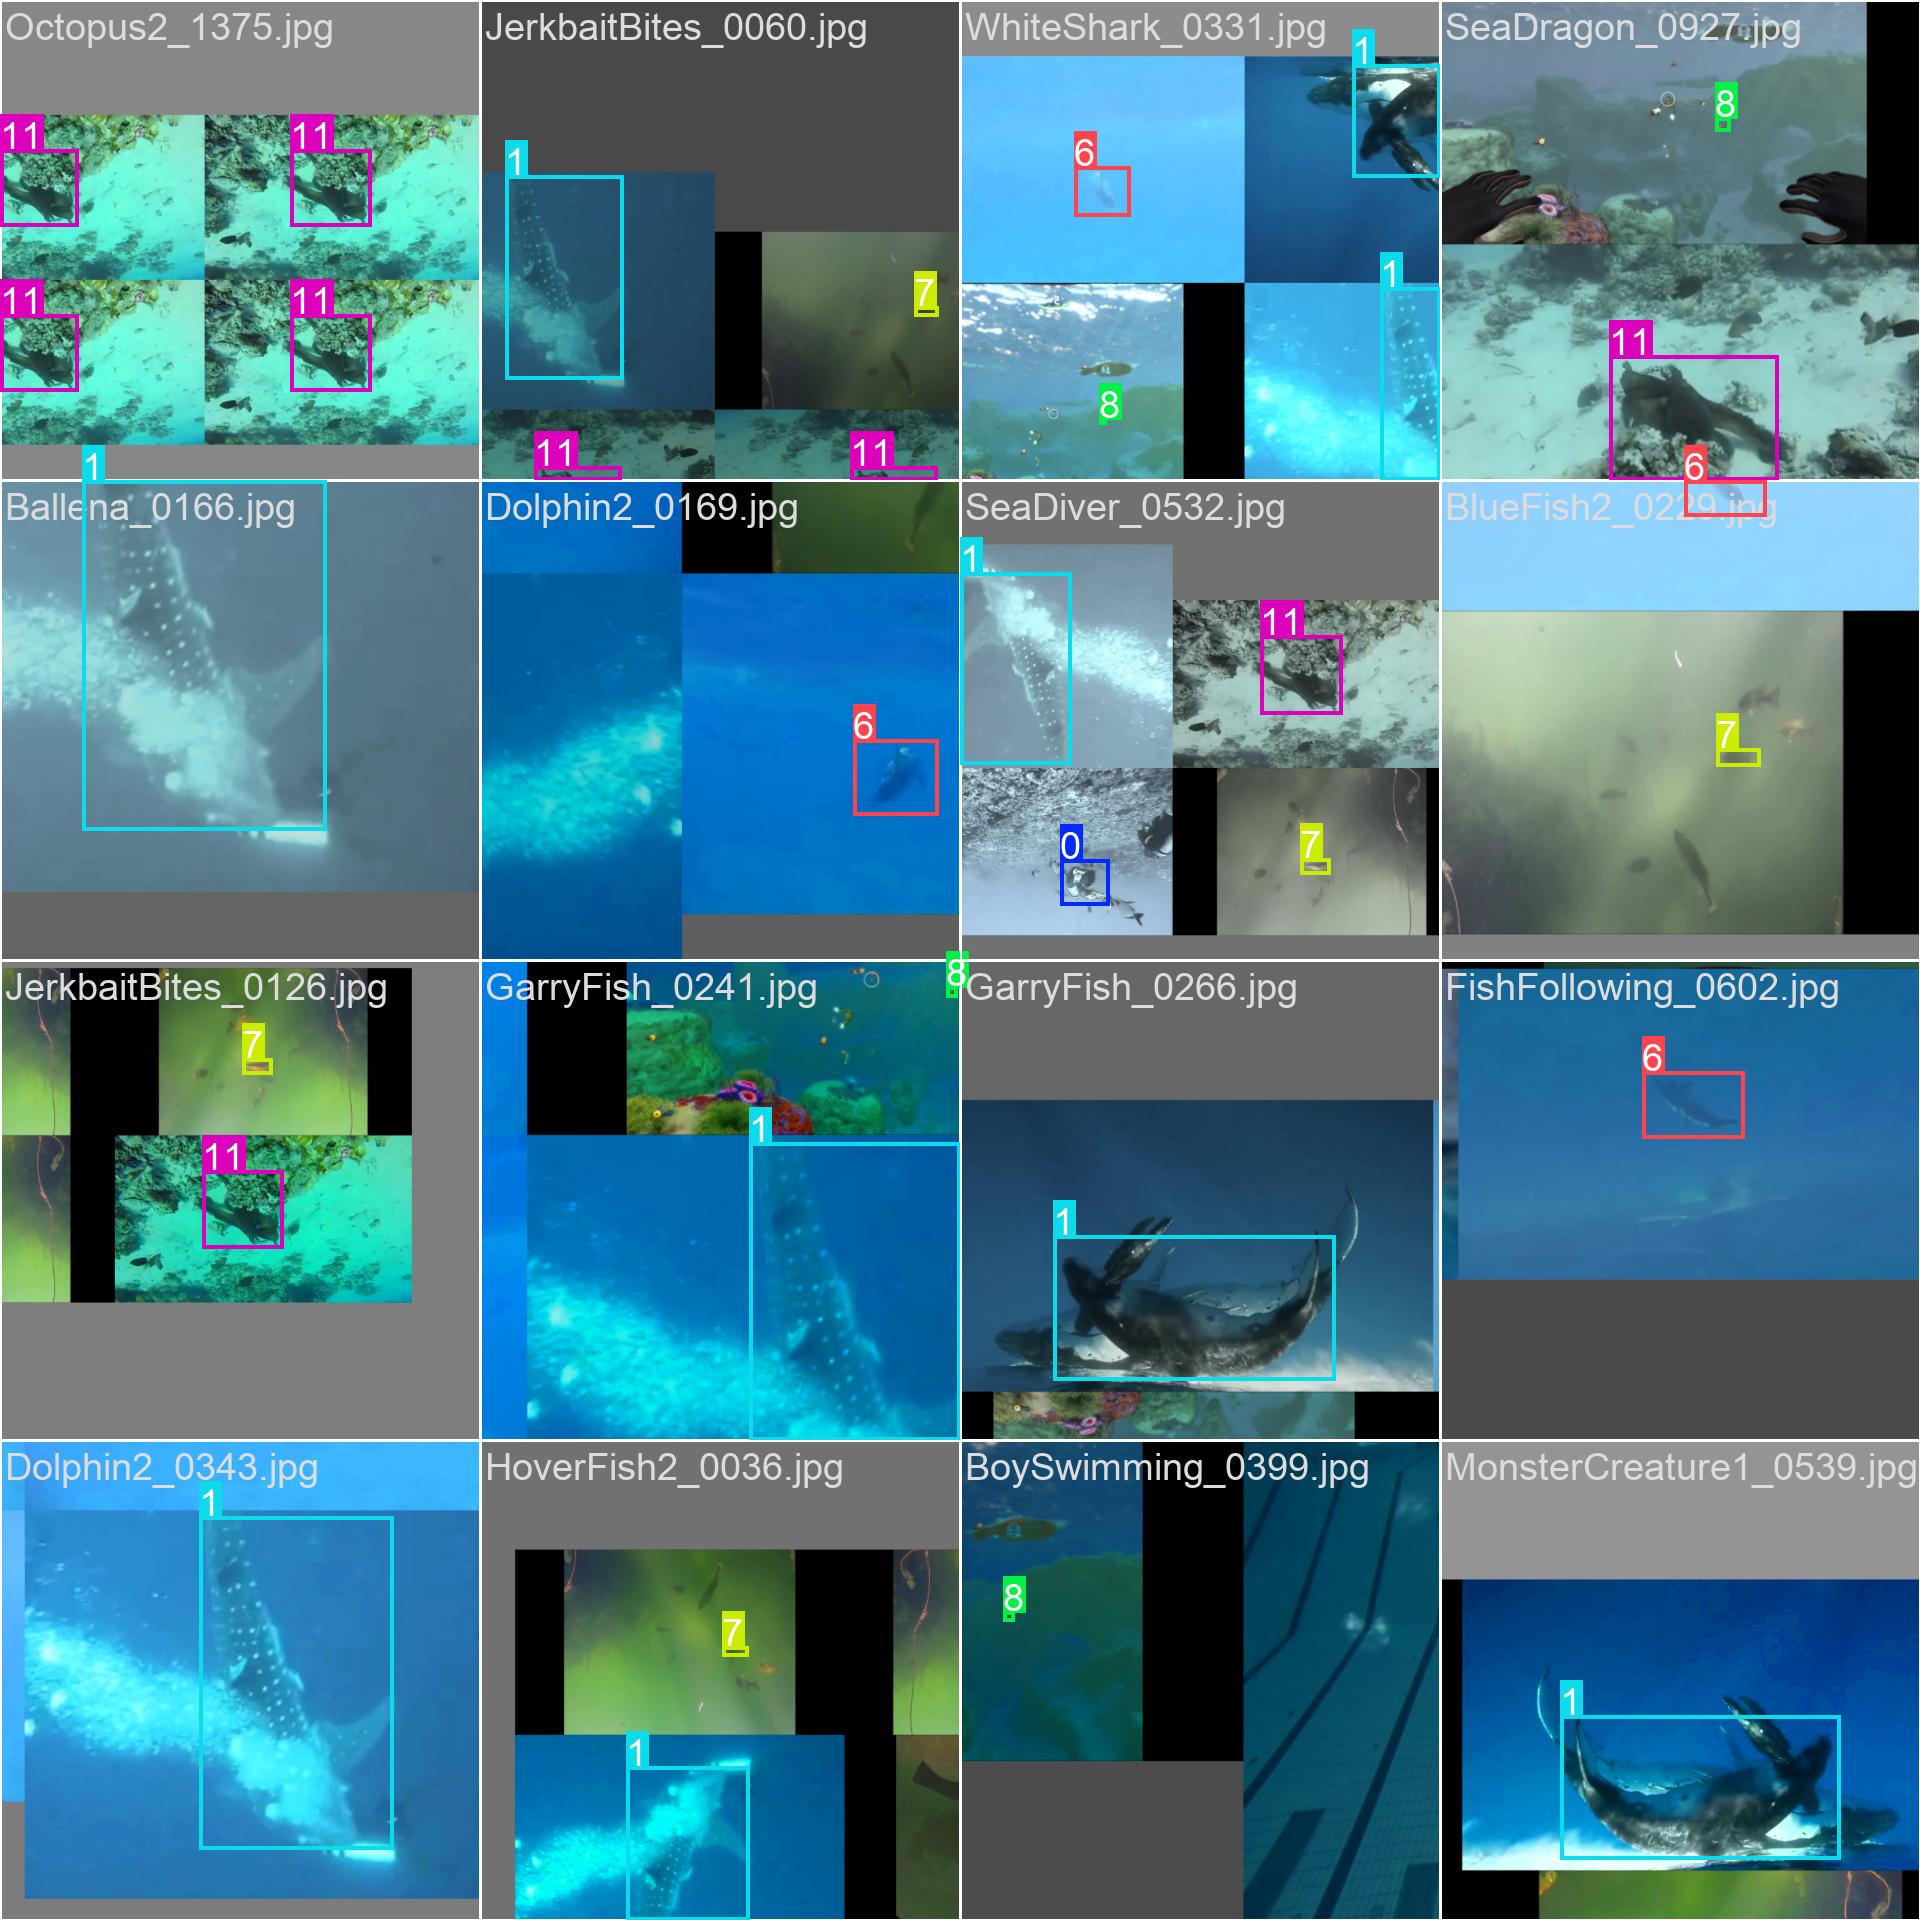 Octopus2_1375.jpg
11
11
11
11
JerkbaitBites_0060.jpg
1
7
11
11
WhiteShark_0331.jpg
1
6
1
8
SeaDragon_0927.jpg
8
11
Ballena_0166.jpg
1
Dolphin2_0169.jpg
6
SeaDiver_0532.jpg
1
11
0
7
BlueFish2_0229.jpg
6
7
JerkbaitBites_0126.jpg
7
11
GarryFish_0241.jpg
8
1
GarryFish_0266.jpg
1
FishFollowing_0602.jpg
6
Dolphin2_0343.jpg
1
HoverFish2_0036.jpg
7
1
BoySwimming_0399.jpg
8
MonsterCreature1_0539.jpg
1